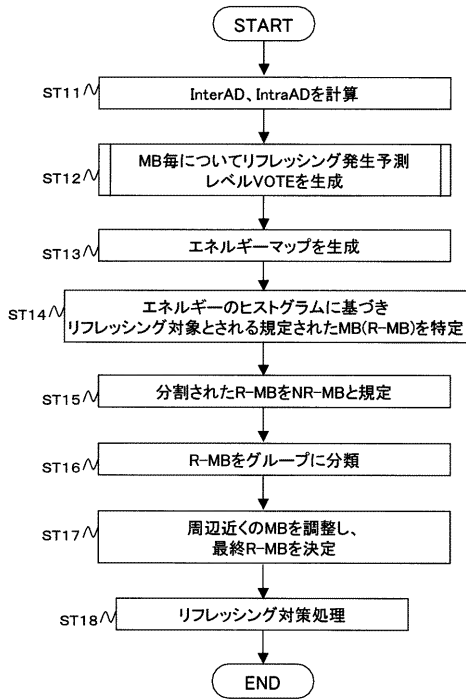 START
ST11
InterAD、IntraADを計算
ST12
MB毎についてリフレッシング発生予測
レベルVOTEを生成
ST13
エネルギーマップを生成
ST14
エネルギーのヒストグラムに基づき
リフレッシング対象とされる規定されたMB(R-MB)を特定
ST15
分割されたR-MBをNR-MBと規定
ST16
R-MBをグループに分類
ST17
周辺近くのMBを調整し、
最終R-MBを決定
ST18
リフレッシング対策処理
END